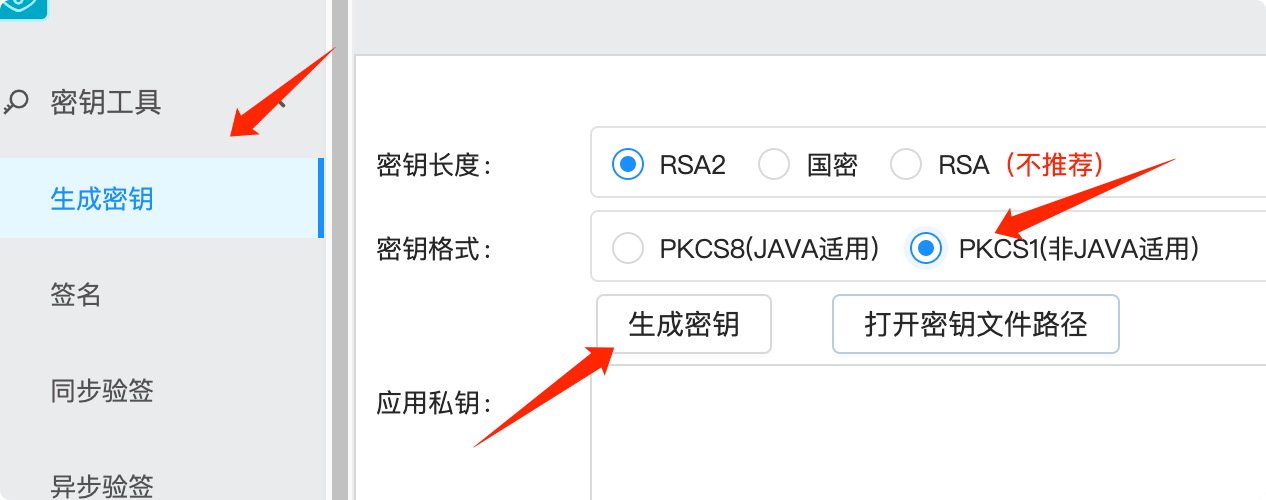 密钥工具
生成密钥
签名
同步验签
异步验签
密钥长度: RSA2 国密 RSA (不推荐)
密钥格式: PKCS8(JAVA适用) PKCS1(非JAVA适用)
生成密钥 打开密钥文件路径
应用私钥: